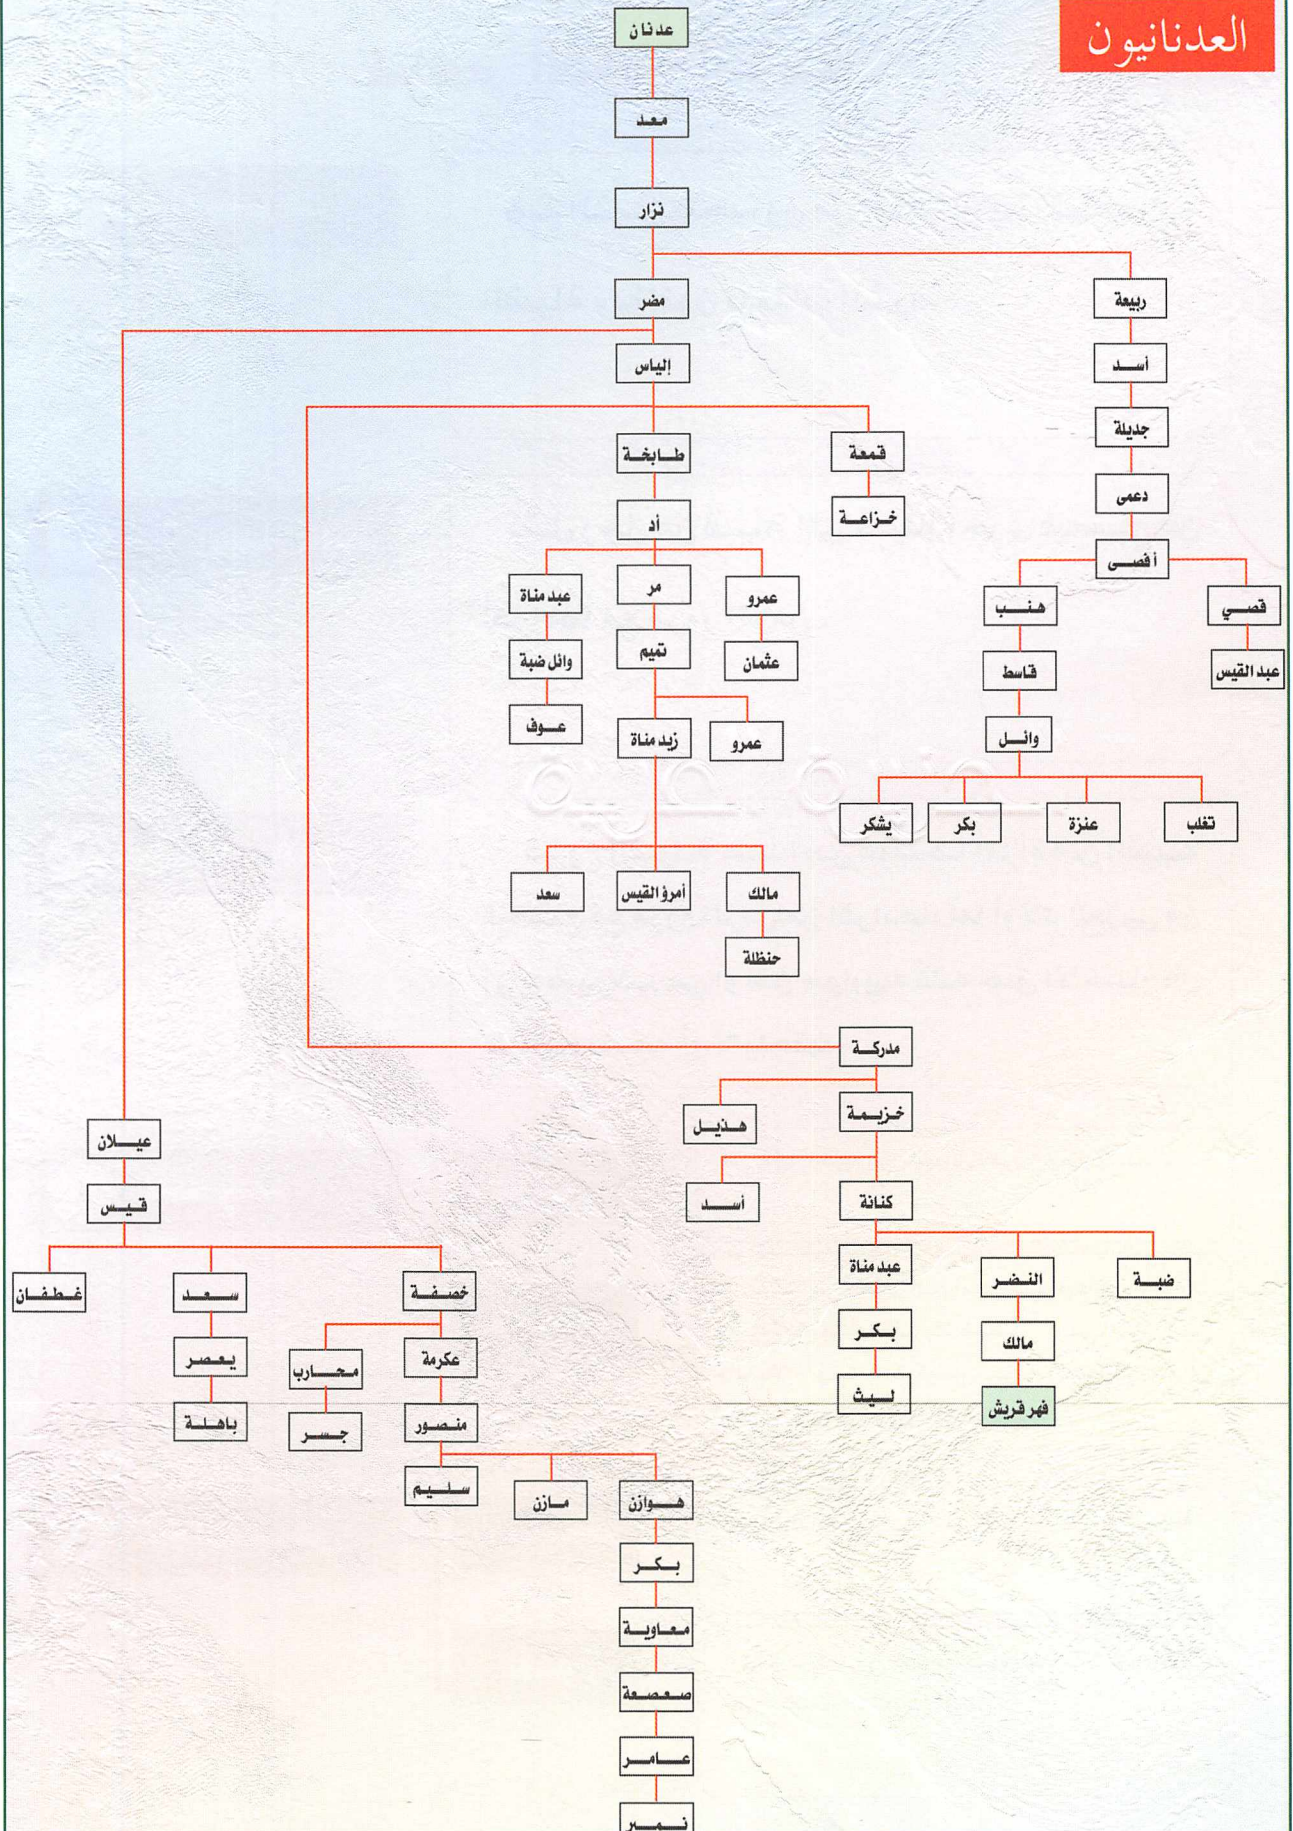 العدنانيون
عدنان
معد
نزار
ربيعة
مضر
أسد
إلياس
جديلة
قمعة
طابخة
دعمى
خزاعة
أد
أفصى
قصي
هنب
عمرو
مر
عبد مناة
عبد القيس
قاسط
عثمان
تميم
وائل ضبة
وائل
عمرو
زيد مناة
عوف
تغلب
عنزة
بكر
يشكر
مالك
أمرؤ القيس
سعد
حنظلة
مدركة
خزيمة
هذيل
عيلان
كنانة
أسد
قيس
ضبة
النضر
عبد مناة
خصفة
سعد
غطفان
مالك
بكر
عكرمة
محارب
يعصر
فهر قريش
ليث
منصور
جسر
باهلة
هوازن
مازن
سليم
بكر
معاوية
صعصعة
عامر
نمير